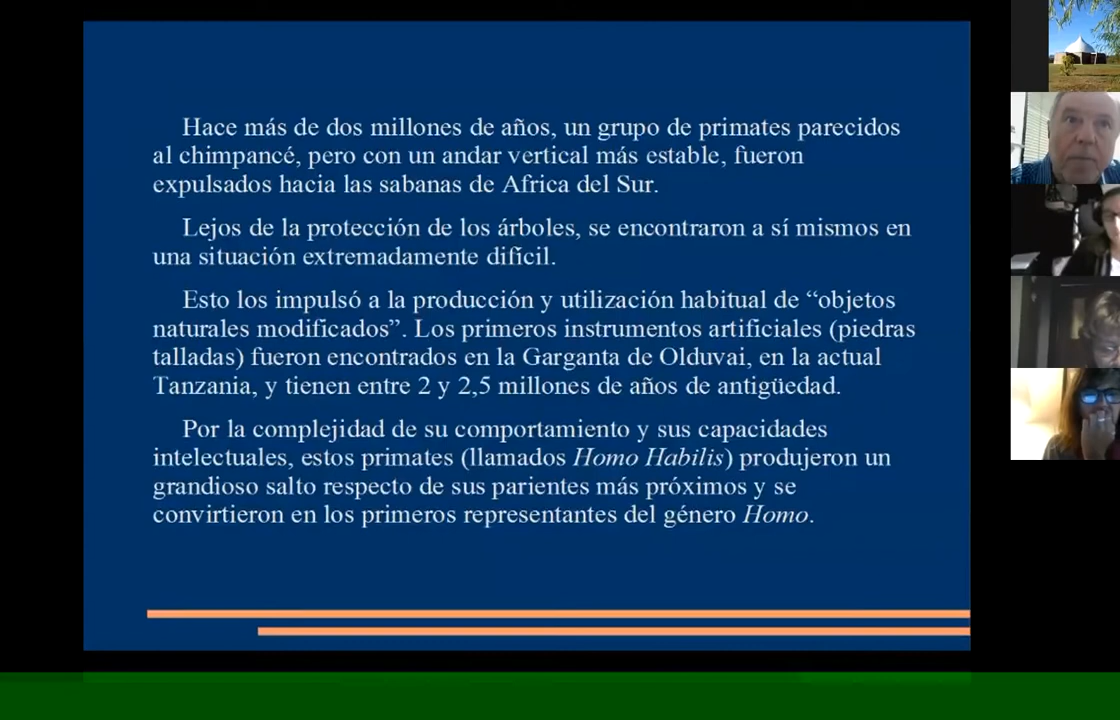 Hace más de dos millones de años, un grupo de primates parecidos
al chimpancé, pero con un andar vertical más estable, fueron
expulsados hacia las sabanas de Africa del Sur.
Lejos de la protección de los árboles, se encontraron a sí mismos en
una situación extremadamente difícil.
Esto los impulsó a la producción y utilización habitual de “objetos
naturales modificados”. Los primeros instrumentos artificiales (piedras
talladas) fueron encontrados en la Garganta de Olduvai, en la actual
Tanzania, y tienen entre 2 y 2,5 millones de años de antigüedad.
Por la complejidad de su comportamiento y sus capacidades
intelectuales, estos primates (llamados Homo Habilis) produjeron un
grandioso salto respecto de sus parientes más próximos y se
convirtieron en los primeros representantes del género Homo.